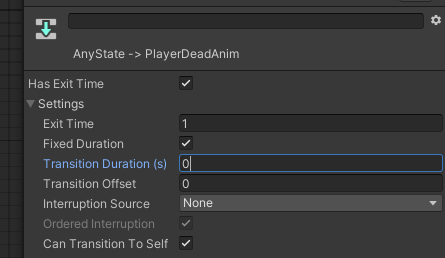 AnyState -> PlayerDeadAnim
Has Exit Time
Settings
Exit Time 1
Fixed Duration
Transition Duration (s) 0
Transition Offset 0
Interruption Source None
Ordered Interruption
Can Transition To Self